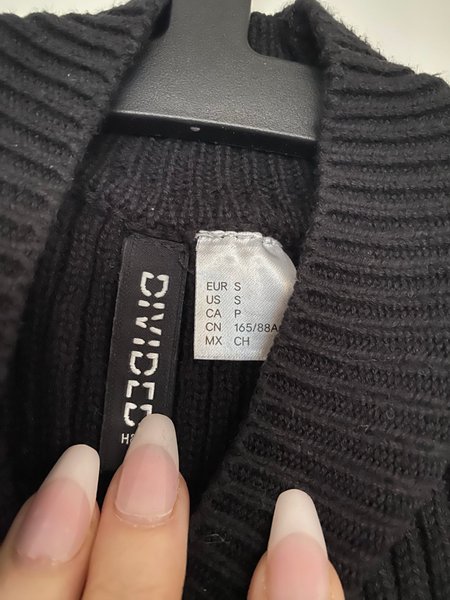 DIVIDED
EUR S
US S
CA P
CN 165/88A
MX CH